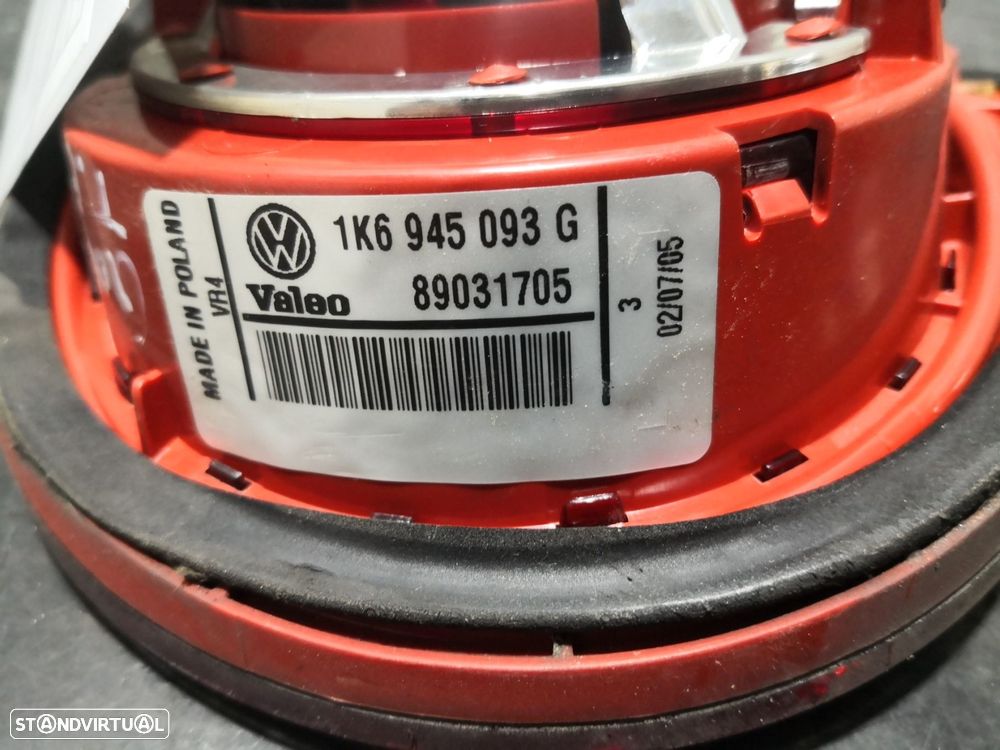 MADE IN POLAND
VR4
1K6 945 093 G
Valeo
89031705
3
02/07/05
STANDVIRTUAL